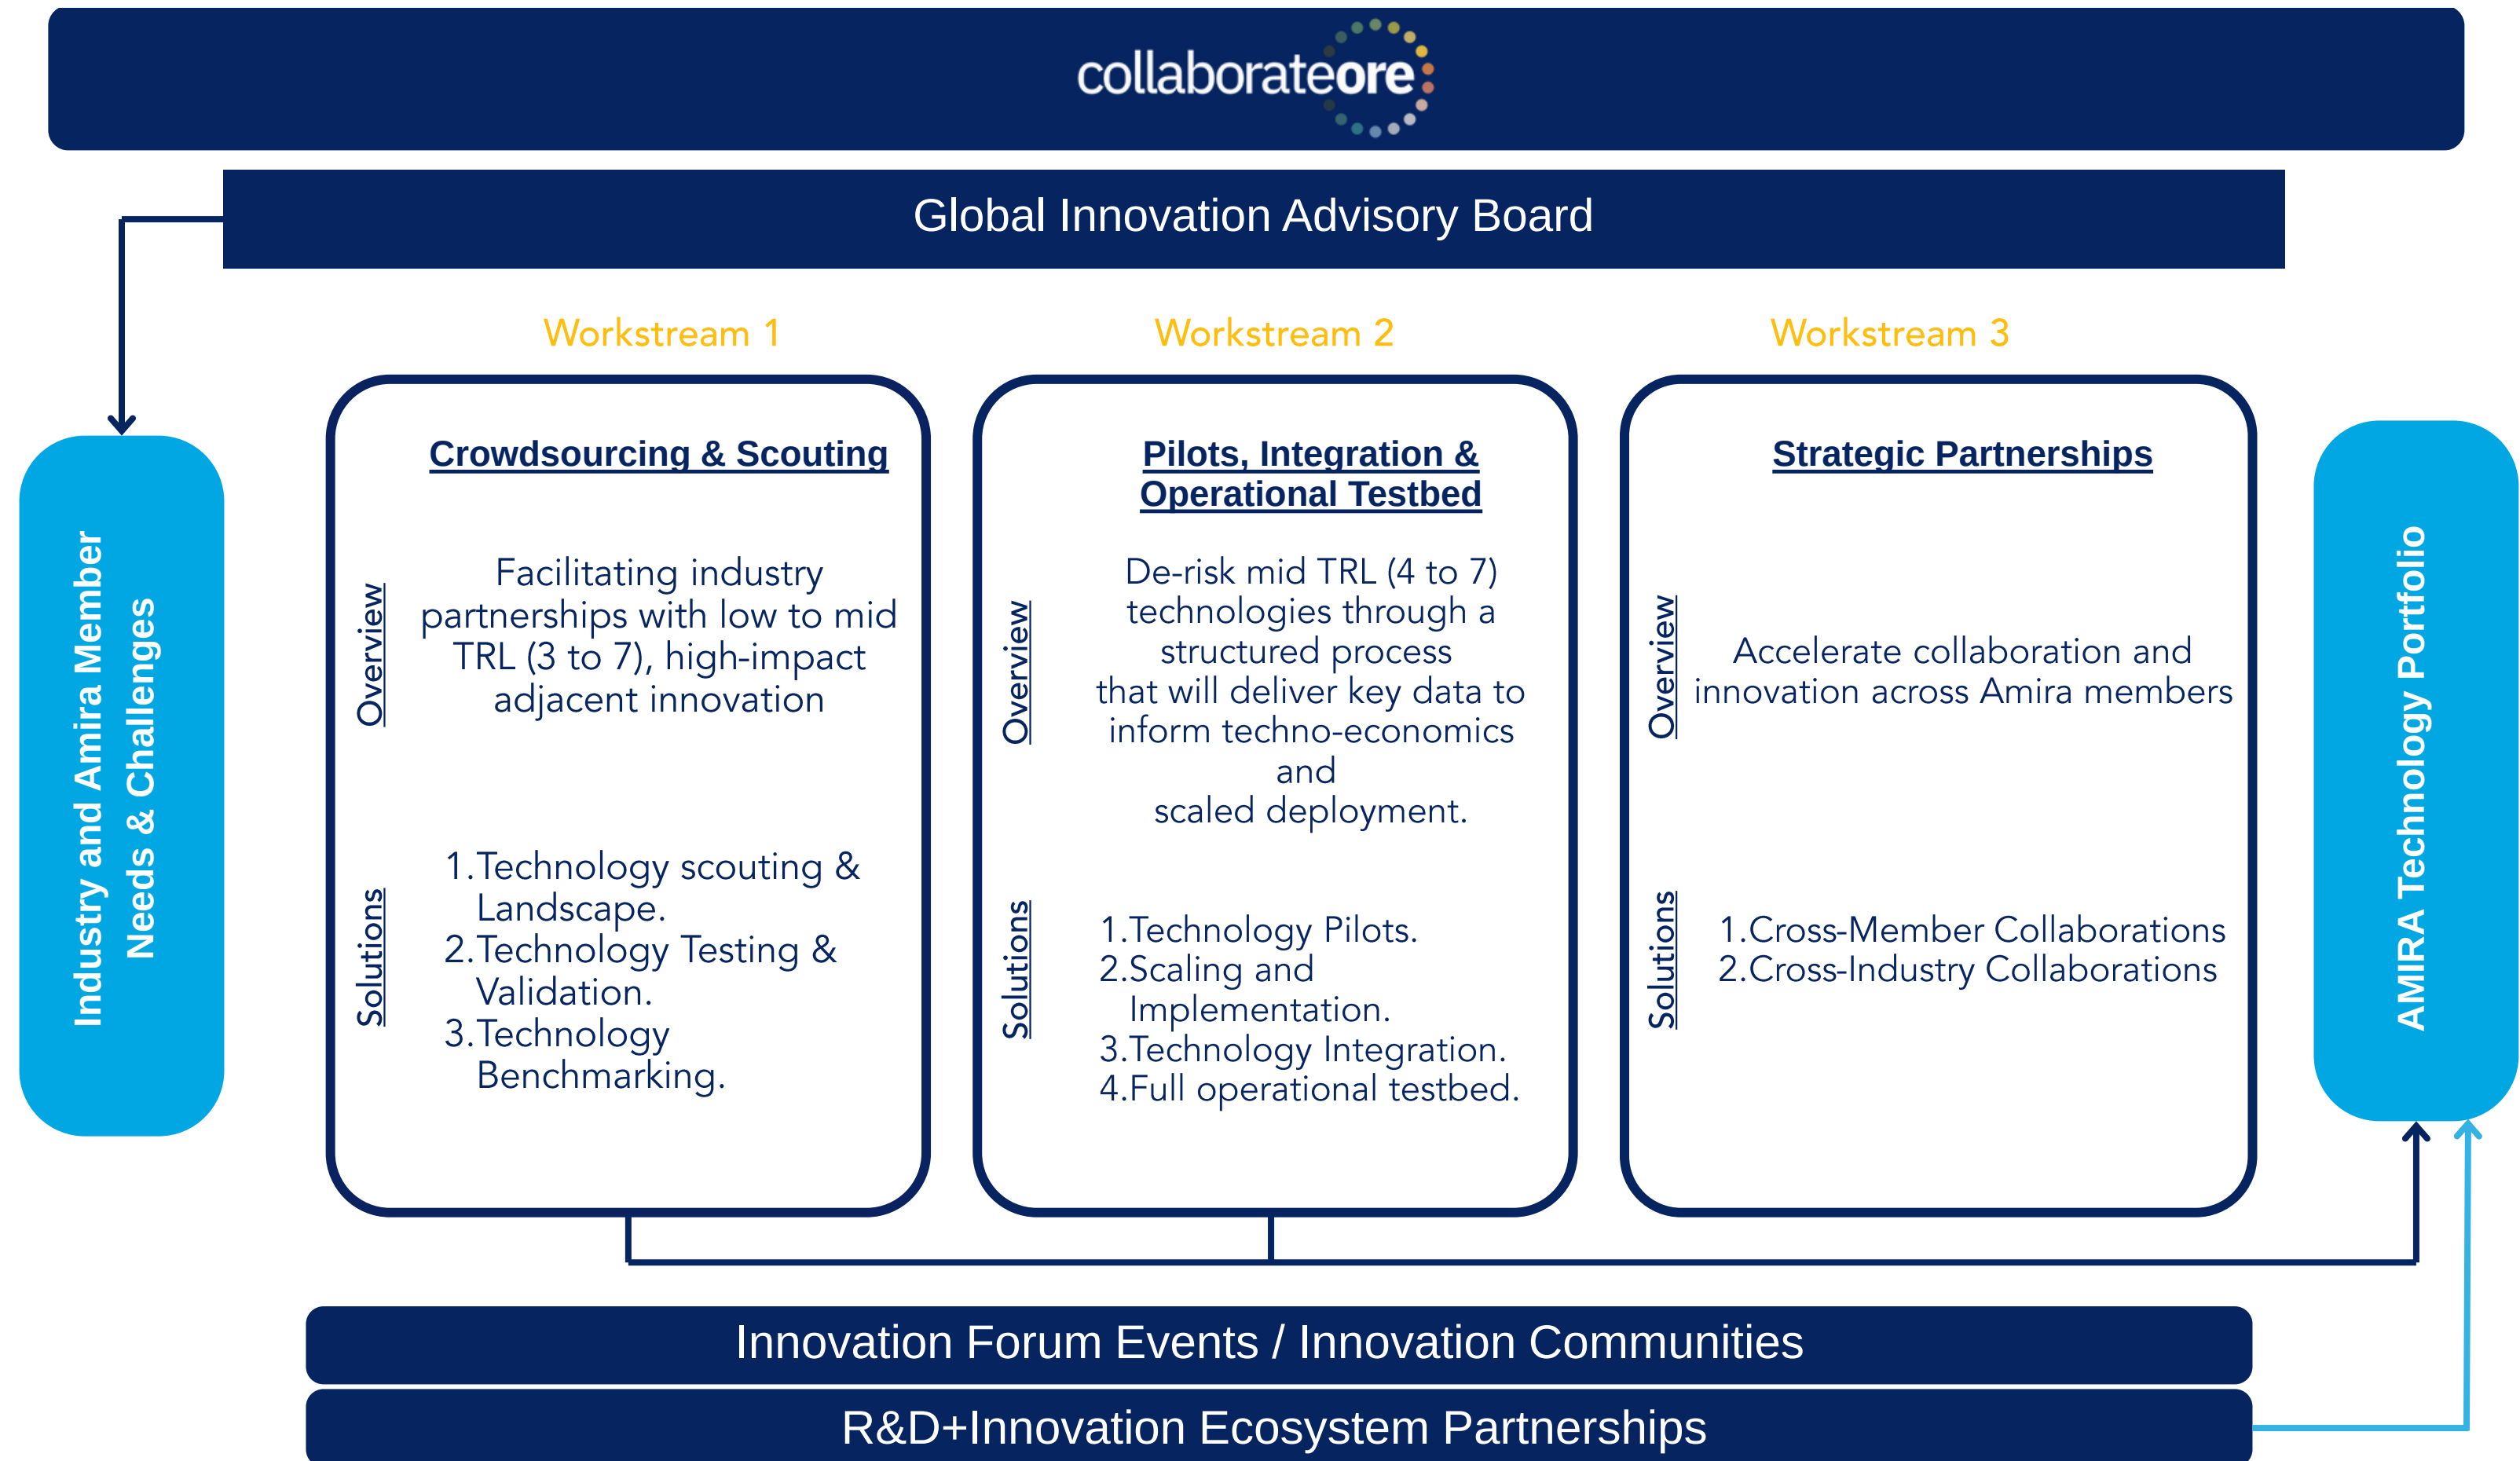 collaborateore
Global Innovation Advisory Board
Workstream 1
Workstream 2
Workstream 3
Industry and Amira Member
Needs & Challenges
Crowdsourcing & Scouting
Overview
Facilitating industry
partnerships with low to mid
TRL (3 to 7), high-impact
adjacent innovation
Solutions
1.Technology scouting &
Landscape.
2.Technology Testing &
Validation.
3.Technology
Benchmarking.
Pilots, Integration &
Operational Testbed
Overview
De-risk mid TRL (4 to 7)
technologies through a
structured process
that will deliver key data to
inform techno-economics
and
scaled deployment.
Solutions
1.Technology Pilots.
2.Scaling and
Implementation.
3.Technology Integration.
4.Full operational testbed.
Strategic Partnerships
Overview
Accelerate collaboration and
innovation across Amira members
Solutions
1.Cross-Member Collaborations
2.Cross-Industry Collaborations
AMIRA Technology Portfolio
Innovation Forum Events / Innovation Communities
R&D+Innovation Ecosystem Partnerships